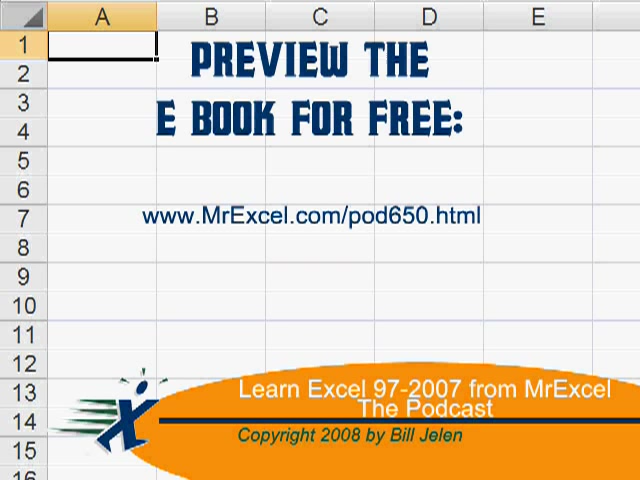 A B C D E
1
2
3
4
5
6
7
8
9
10
11
12
13
14
15
16
PREVIEW THE
E BOOK FOR FREE:
www.MrExcel.com/pod650.html
Learn Excel 97-2007 from MrExcel
The Podcast
Copyright 2008 by Bill Jelen